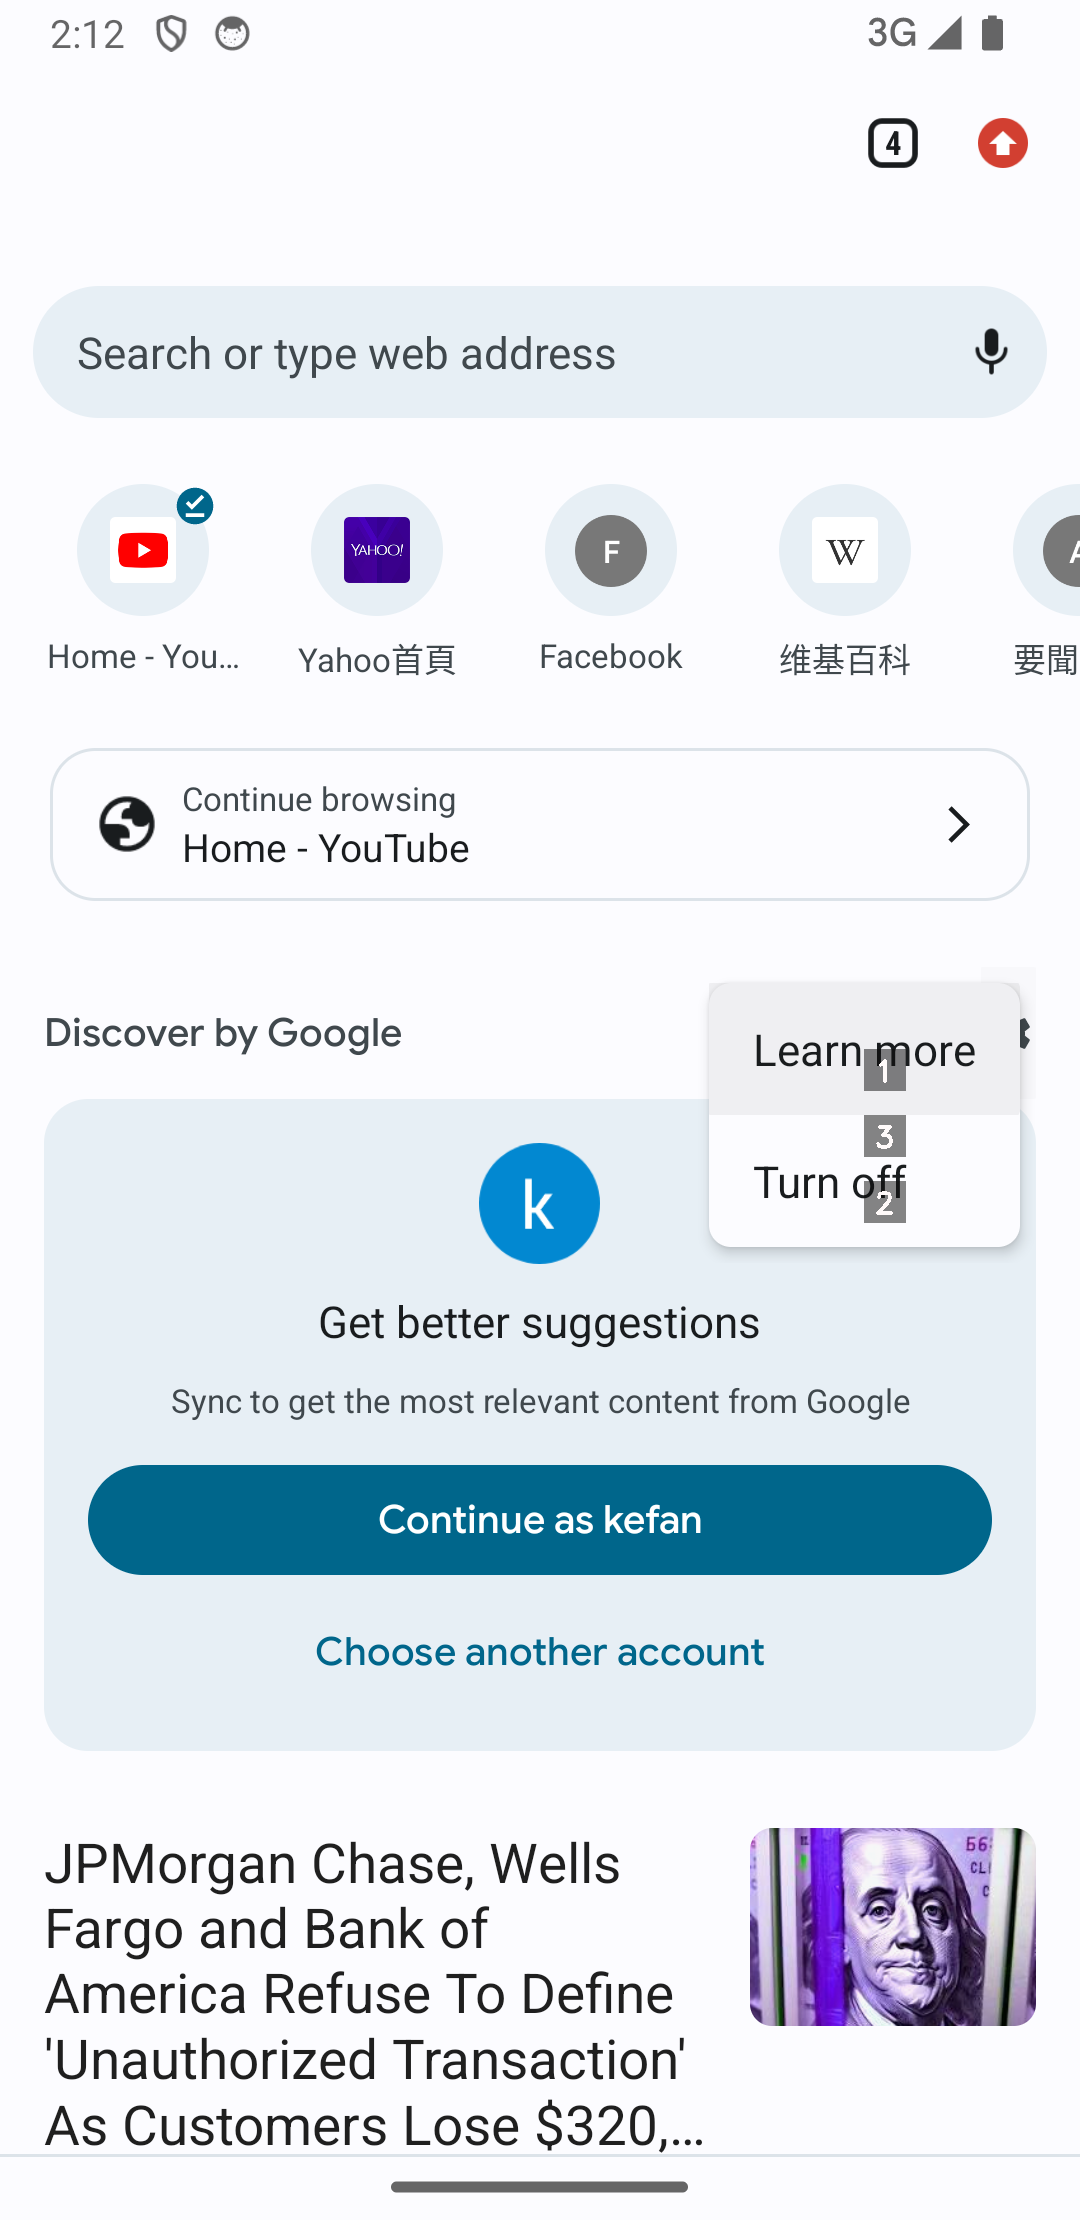 2:12
3G
4
Search or type web address
YAHOO!
F
W
Home - You...
Yahoo首頁
Facebook
维基百科
要聞
Continue browsing
Home - YouTube
Discover by Google
Learn more
1
3
Turn off
2
k
Get better suggestions
Sync to get the most relevant content from Google
Continue as kefan
Choose another account
JPMorgan Chase, Wells
Fargo and Bank of
America Refuse To Define
'Unauthorized Transaction'
As Customers Lose $320,...